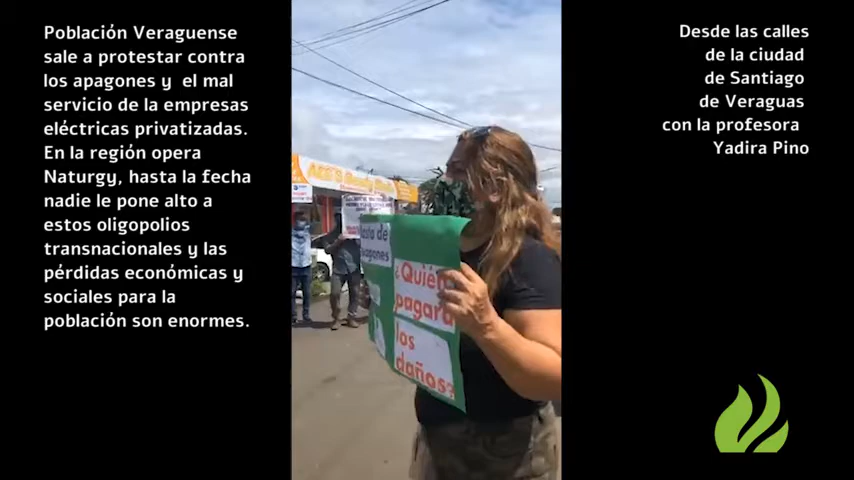 Población Veraguense
sale a protestar contra
los apagones y el mal
servicio de la empresas
eléctricas privatizadas.
En la región opera
Naturgy, hasta la fecha
nadie le pone alto a
estos oligopolios
transnacionales y las
pérdidas económicas y
sociales para la
población son enormes.
de
¿Quién
pagará
los
daños?
Desde las calles
de la ciudad
de Santiago
de Veraguas
con la profesora
Yadira Pino